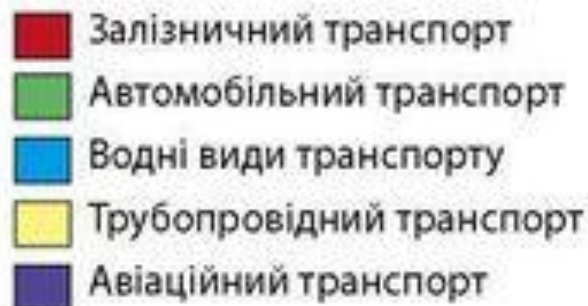 Залізничний транспорт
Автомобільний транспорт
Водні види транспорту
Трубопровідний транспорт
Авіаційний транспорт